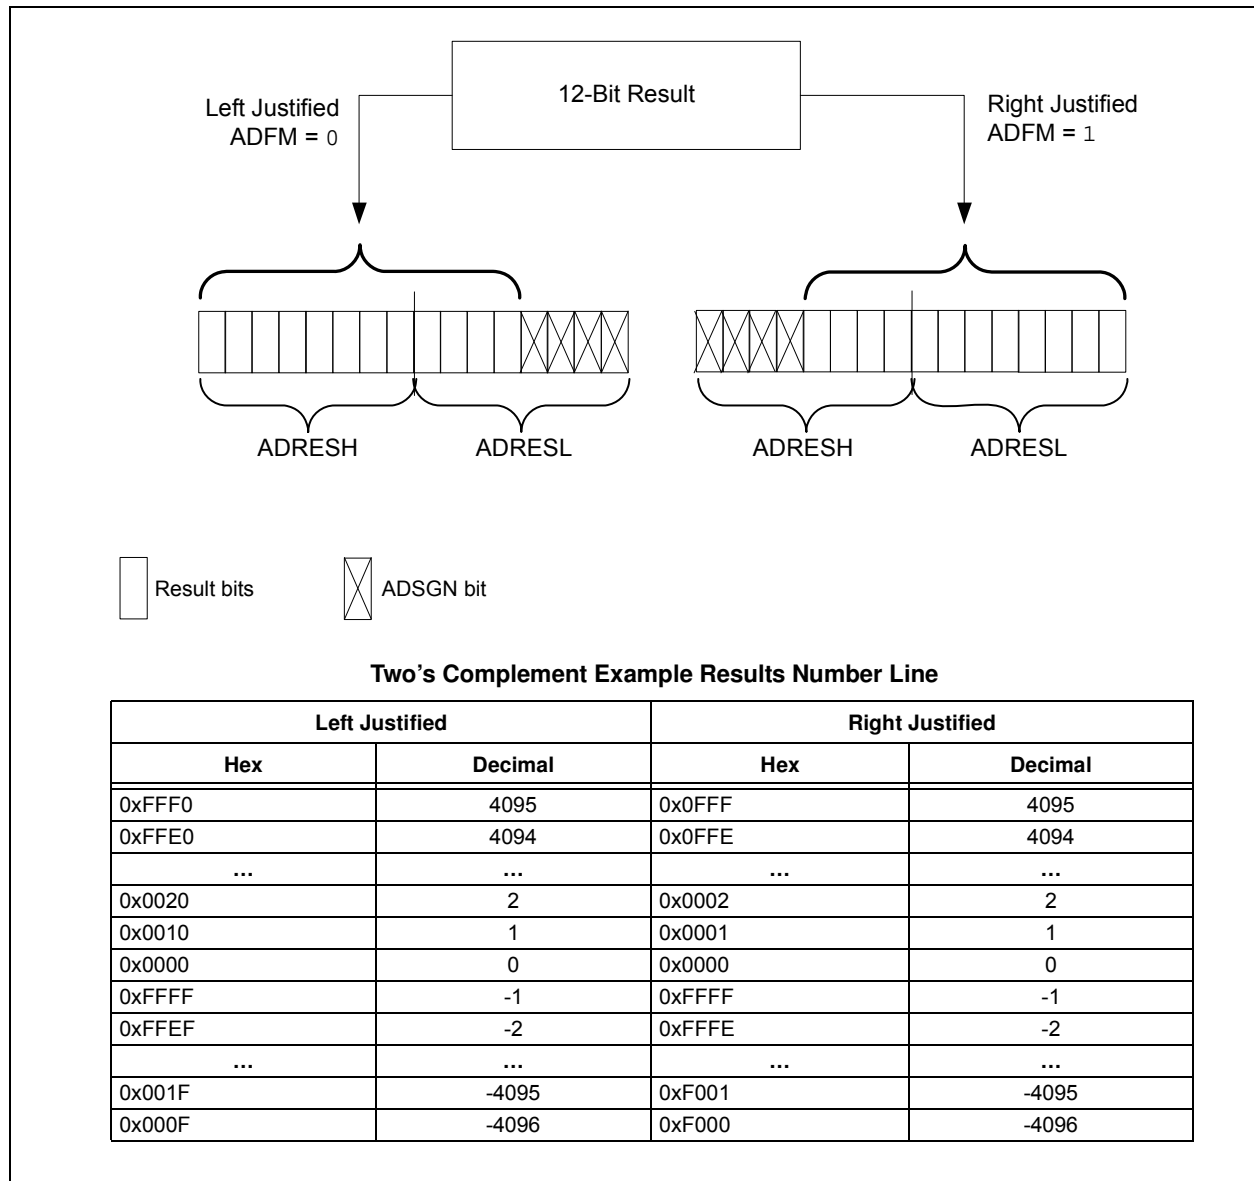 12-Bit Result
Left Justified
ADFM = 0
Right Justified
ADFM = 1
ADRESH ADRESL ADRESH ADRESL
Result bits ADSGN bit
Two's Complement Example Results Number Line
Left Justified Right Justified
Hex Decimal Hex Decimal
0xFFF0 4095 0x0FFF 4095
0xFFE0 4094 0x0FFE 4094
... ... ... ...
0x0020 2 0x0002 2
0x0010 1 0x0001 1
0x0000 0 0x0000 0
0xFFFF -1 0xFFFF -1
0xFFEF -2 0xFFFE -2
... ... ... ...
0x001F -4095 0xF001 -4095
0x000F -4096 0xF000 -4096